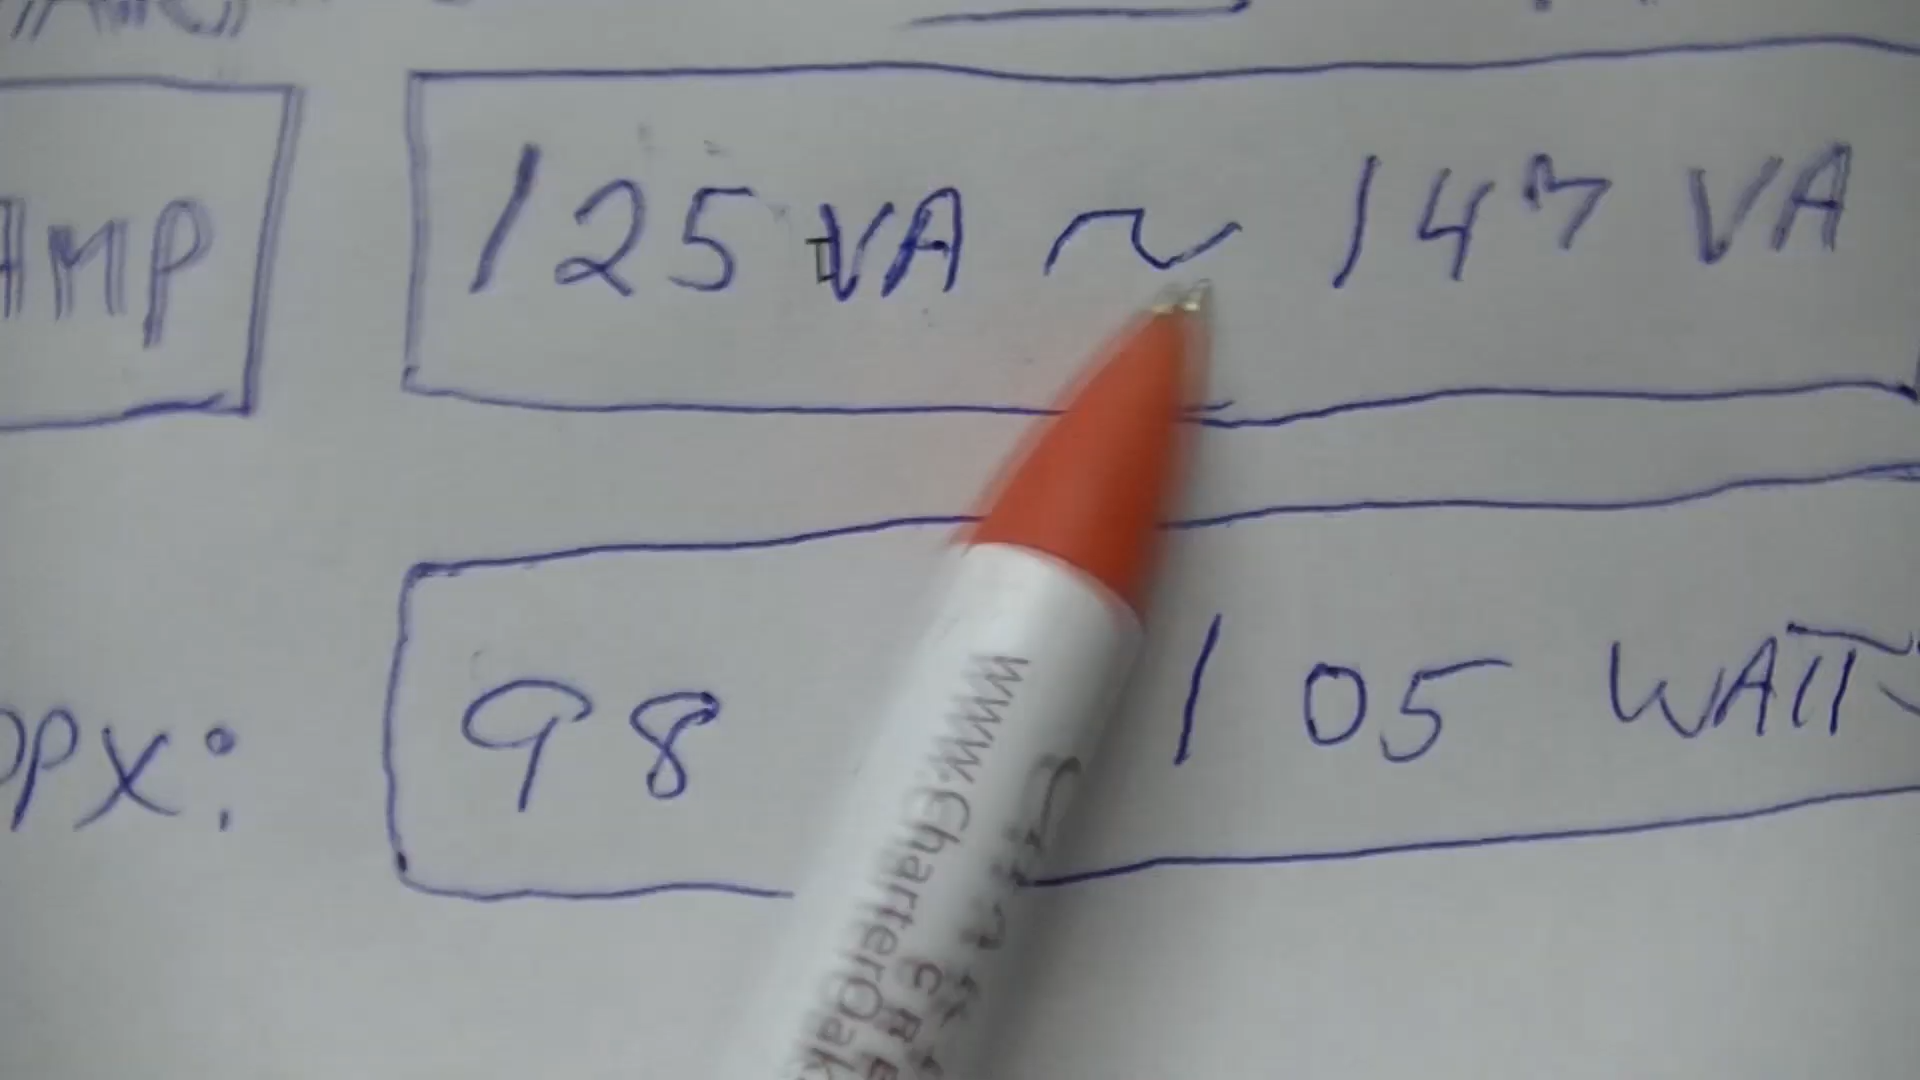 AMP
125 VA ~ 147 VA
98 105 WATT
PX:
www.CharterOak